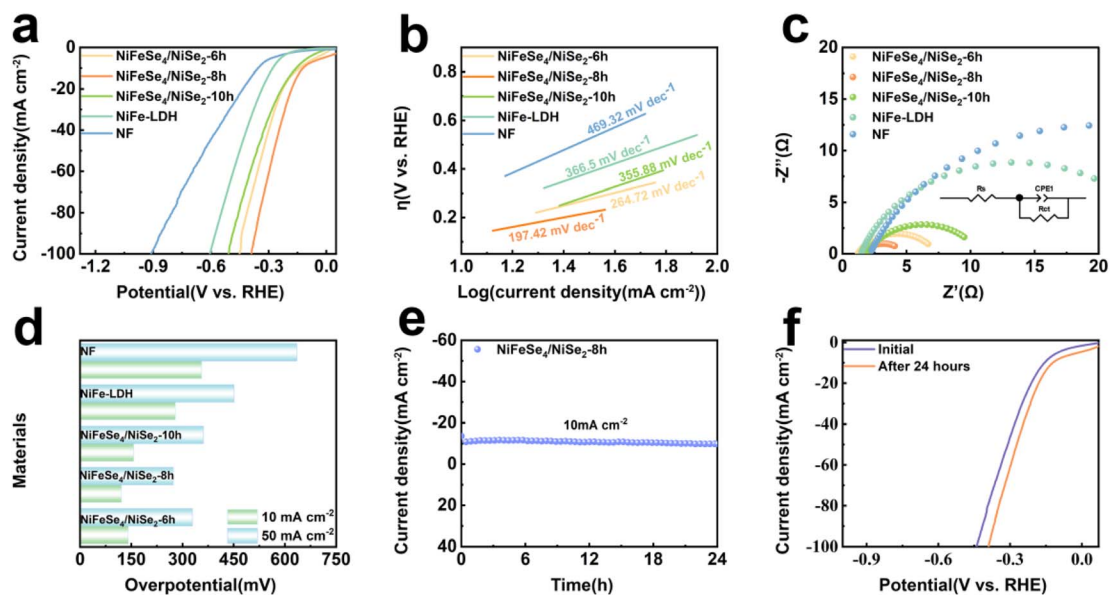 a
NiFeSe₄/NiSe₂-6h
NiFeSe₄/NiSe₂-8h
NiFeSe₄/NiSe₂-10h
NiFe-LDH
NF
0
-20
-40
-60
-80
-100
Current density(mA cm⁻²)
-1.2
-0.9
-0.6
-0.3
0.0
Potential(V vs. RHE)
b
NiFeSe₄/NiSe₂-6h
NiFeSe₄/NiSe₂-8h
NiFeSe₄/NiSe₂-10h
NiFe-LDH
NF
469.32 mV dec⁻¹
366.5 mV dec⁻¹
355.88 mV dec⁻¹
264.72 mV dec⁻¹
197.42 mV dec⁻¹
0.8
0.6
0.4
0.2
η(V vs. RHE)
1.0
1.2
1.4
1.6
1.8
2.0
Log(current density(mA cm⁻²))
c
NiFeSe₄/NiSe₂-6h
NiFeSe₄/NiSe₂-8h
NiFeSe₄/NiSe₂-10h
NiFe-LDH
NF
Rs
CPE1
Rct
20
15
10
5
0
-Z''(Ω)
0
5
10
15
20
Z'(Ω)
d
NF
NiFe-LDH
NiFeSe₄/NiSe₂-10h
NiFeSe₄/NiSe₂-8h
NiFeSe₄/NiSe₂-6h
10 mA cm⁻²
50 mA cm⁻²
Materials
0
150
300
450
600
750
Overpotential(mV)
e
NiFeSe₄/NiSe₂-8h
10mA cm⁻²
-60
-40
-20
0
20
40
Current density(mA cm⁻²)
0
6
12
18
24
Time(h)
f
Initial
After 24 hours
0
-20
-40
-60
-80
-100
Current density(mA cm⁻²)
-0.9
-0.6
-0.3
0.0
Potential(V vs. RHE)